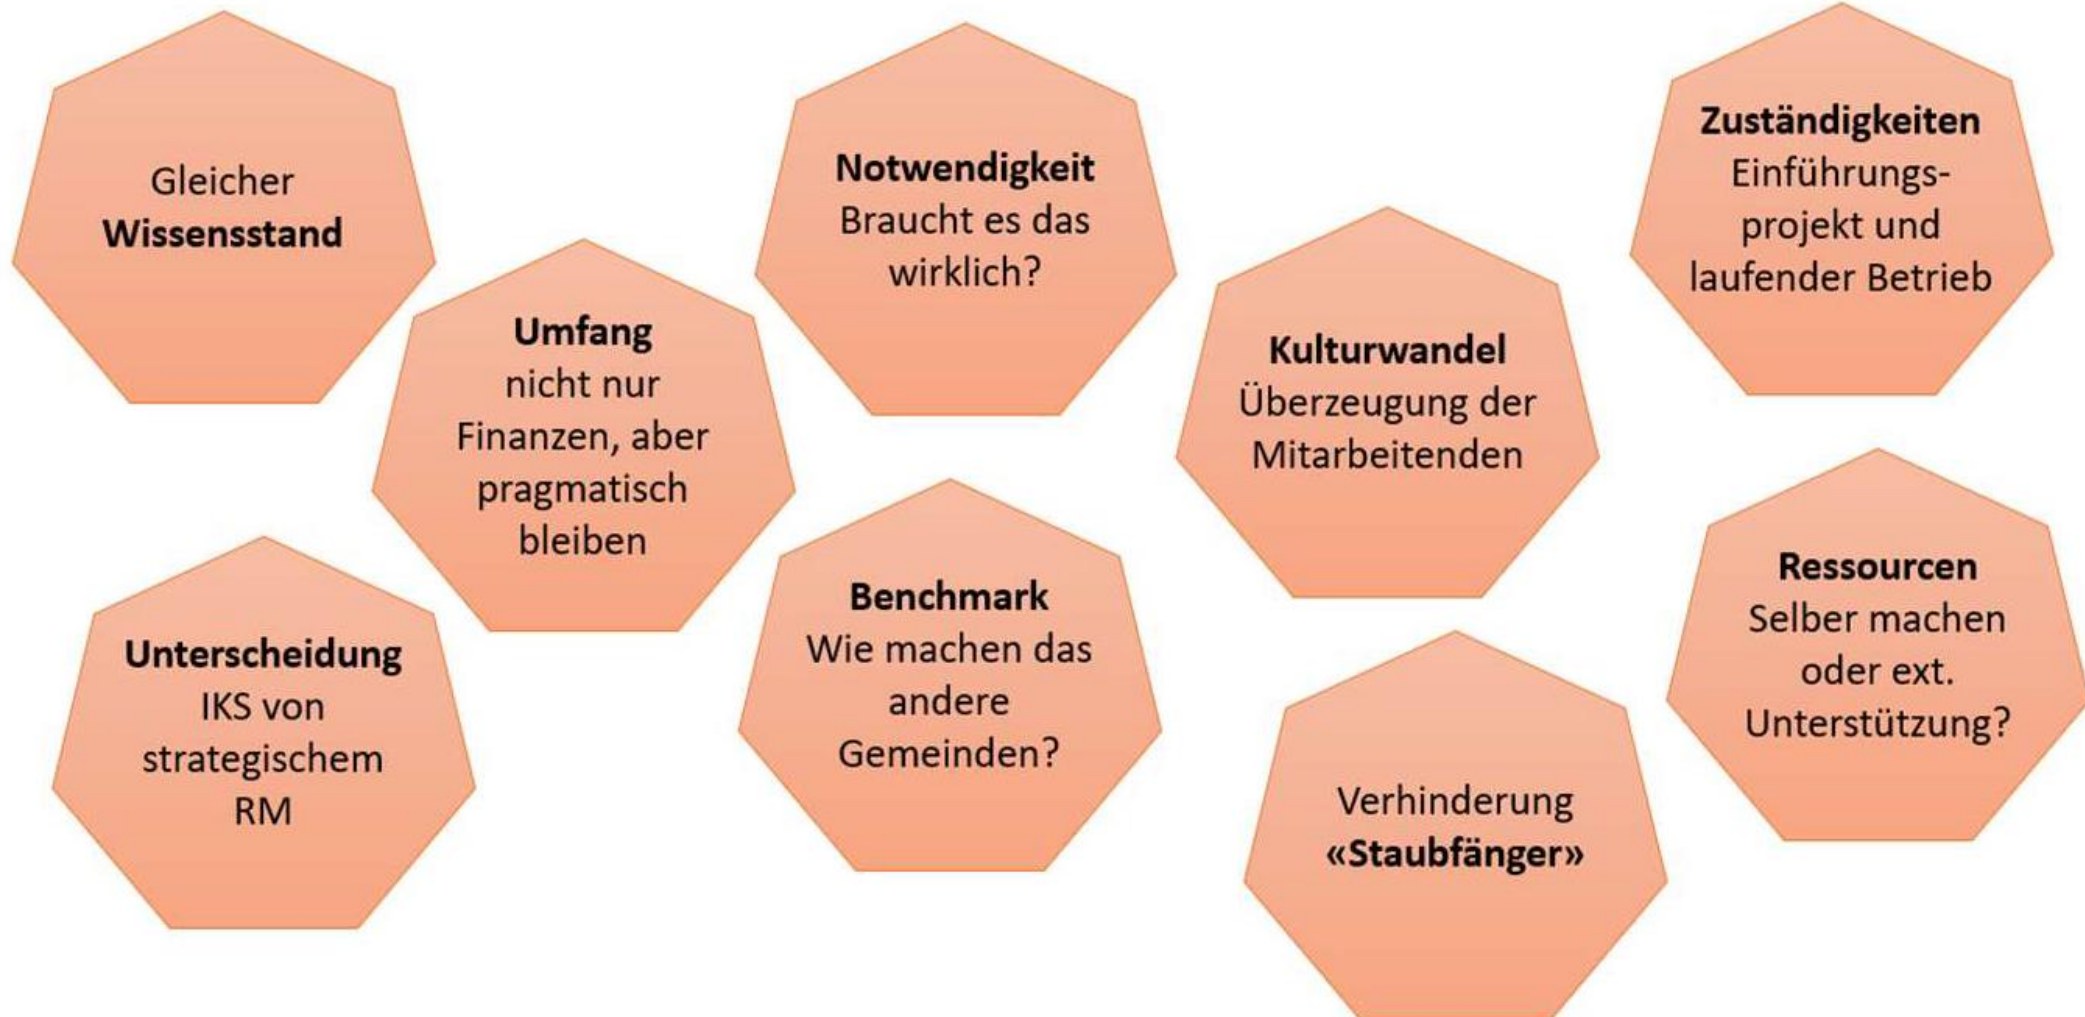 Gleicher
Wissensstand
Umfang
nicht nur
Finanzen, aber
pragmatisch
bleiben
Notwendigkeit
Braucht es das
wirklich?
Kulturwandel
Überzeugung der
Mitarbeitenden
Zuständigkeiten
Einführungs-
projekt und
laufender Betrieb
Unterscheidung
IKS von
strategischem
RM
Benchmark
Wie machen das
andere
Gemeinden?
Verhinderung
«Staubfänger»
Ressourcen
Selber machen
oder ext.
Unterstützung?